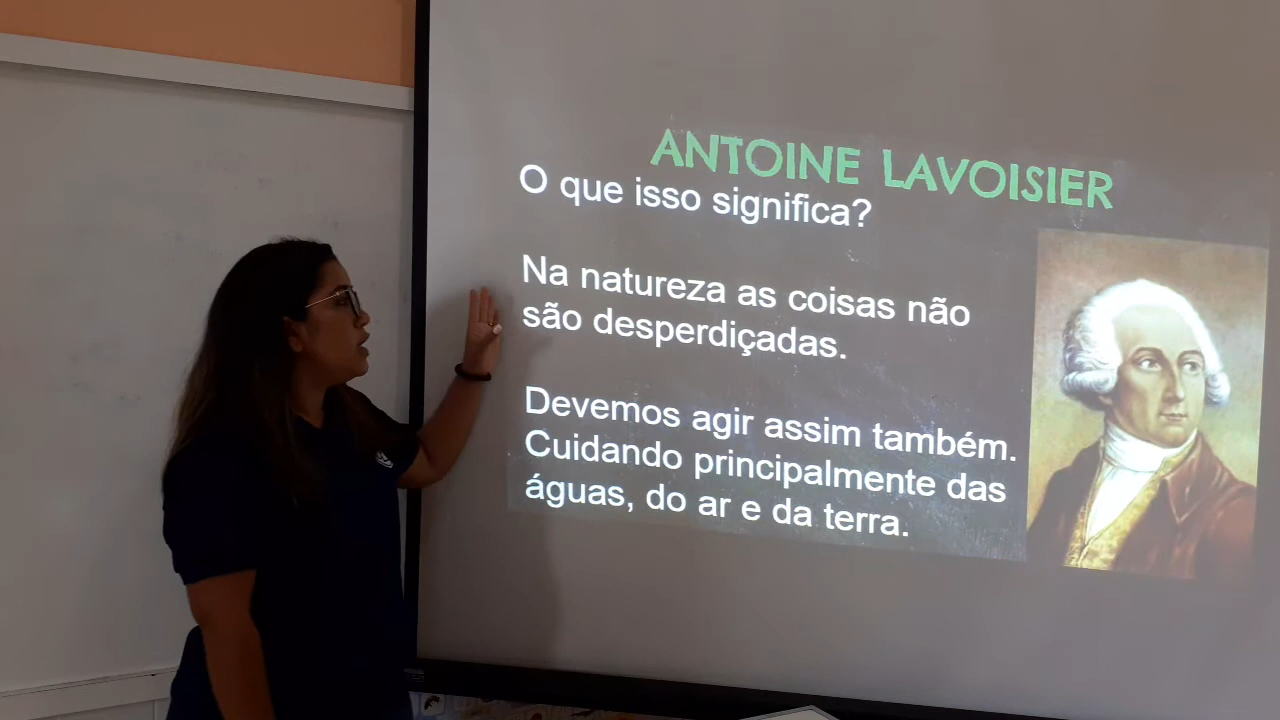 ANTOINE LAVOISIER
O que isso significa?
Na natureza as coisas não
são desperdiçadas.
Devemos agir assim também.
Cuidando principalmente das
águas, do ar e da terra.